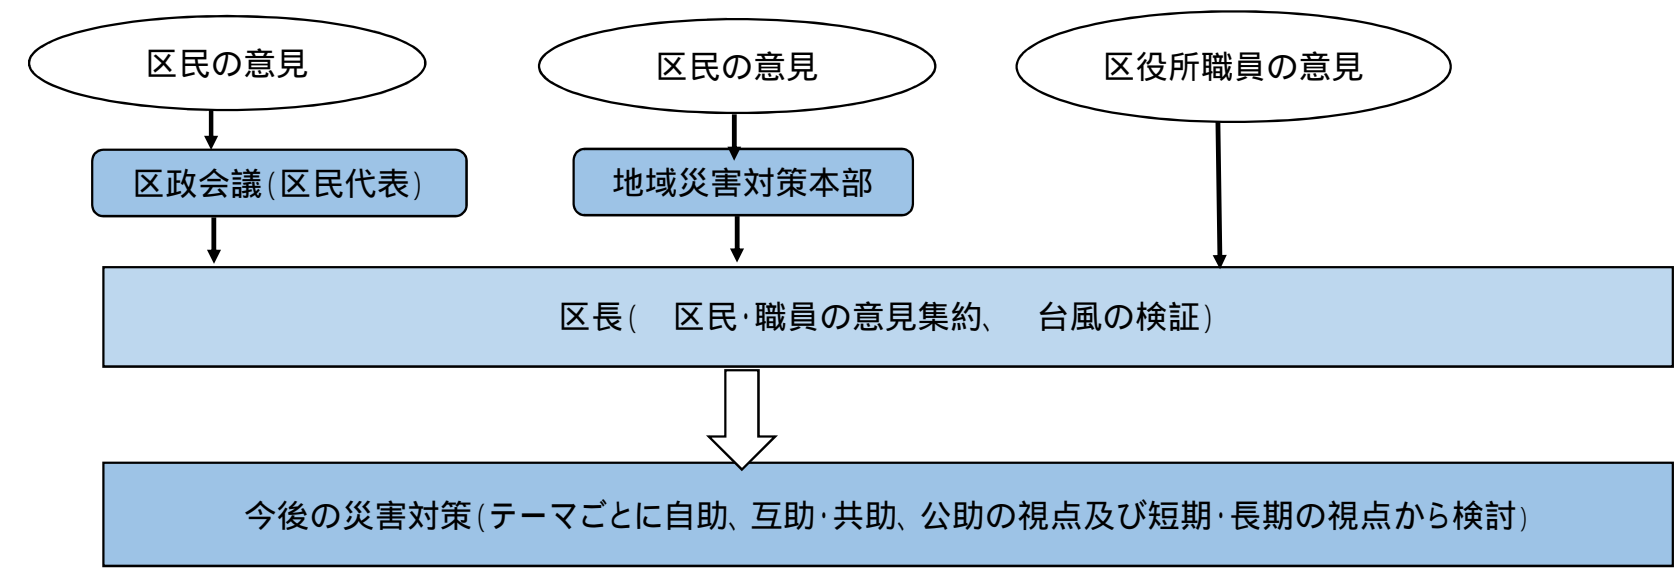 区民の意見
区民の意見
区役所職員の意見
区政会議(区民代表)
地域災害対策本部
区長(　区民・職員の意見集約、　台風の検証)
今後の災害対策(テーマごとに自助、互助・共助、公助の視点及び短期・長期の視点から検討)